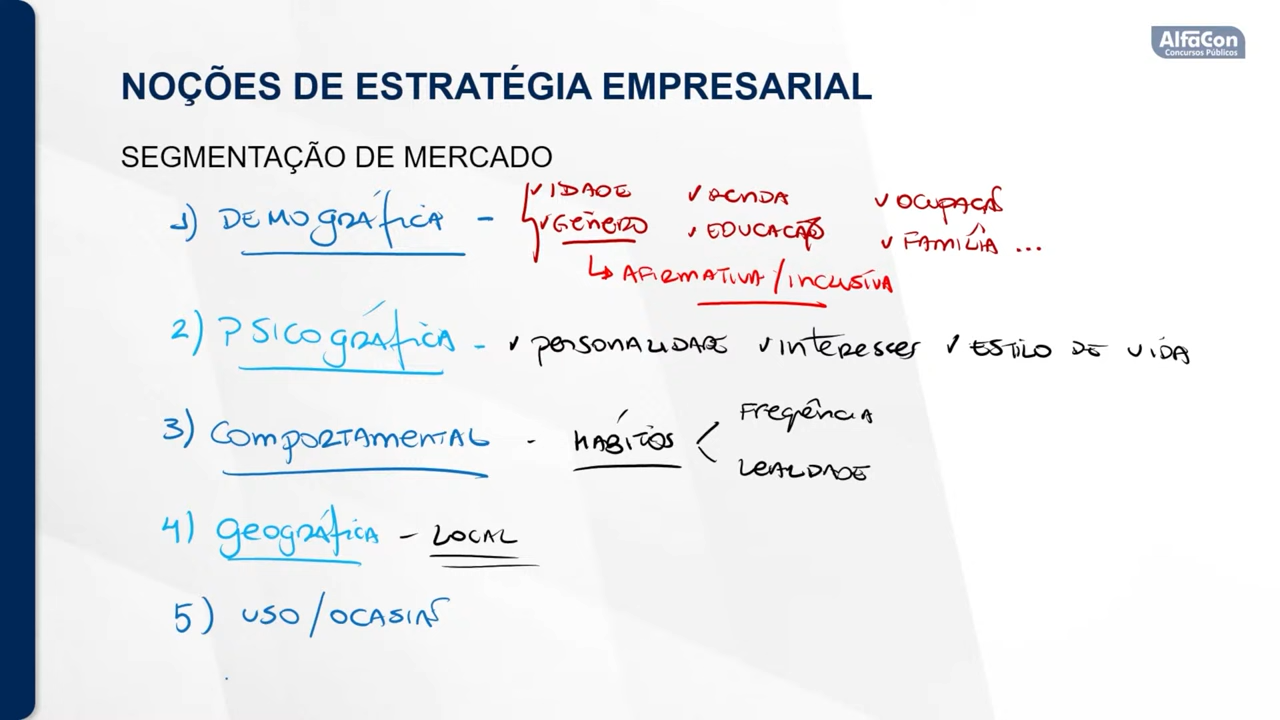 AlfaCon
Concursos Públicos
NOÇÕES DE ESTRATÉGIA EMPRESARIAL
SEGMENTAÇÃO DE MERCADO
1) DEMOGRÁFICA - ✓ IDADE ✓ RENDA ✓ OCUPAÇÃO
✓ GÊNERO ✓ EDUCAÇÃO ✓ FAMÍLIA ...
↳ AFIRMATIVA/INCLUSIVA
2) PSICOGRÁFICA - ✓ PERSONALIDADE ✓ INTERESSES ✓ ESTILO DE VIDA
3) COMPORTAMENTAL - HÁBITOS < FREQÊNCIA
LEALDADE
4) GEOGRÁFICA - LOCAL
5) USO/OCASIÃO